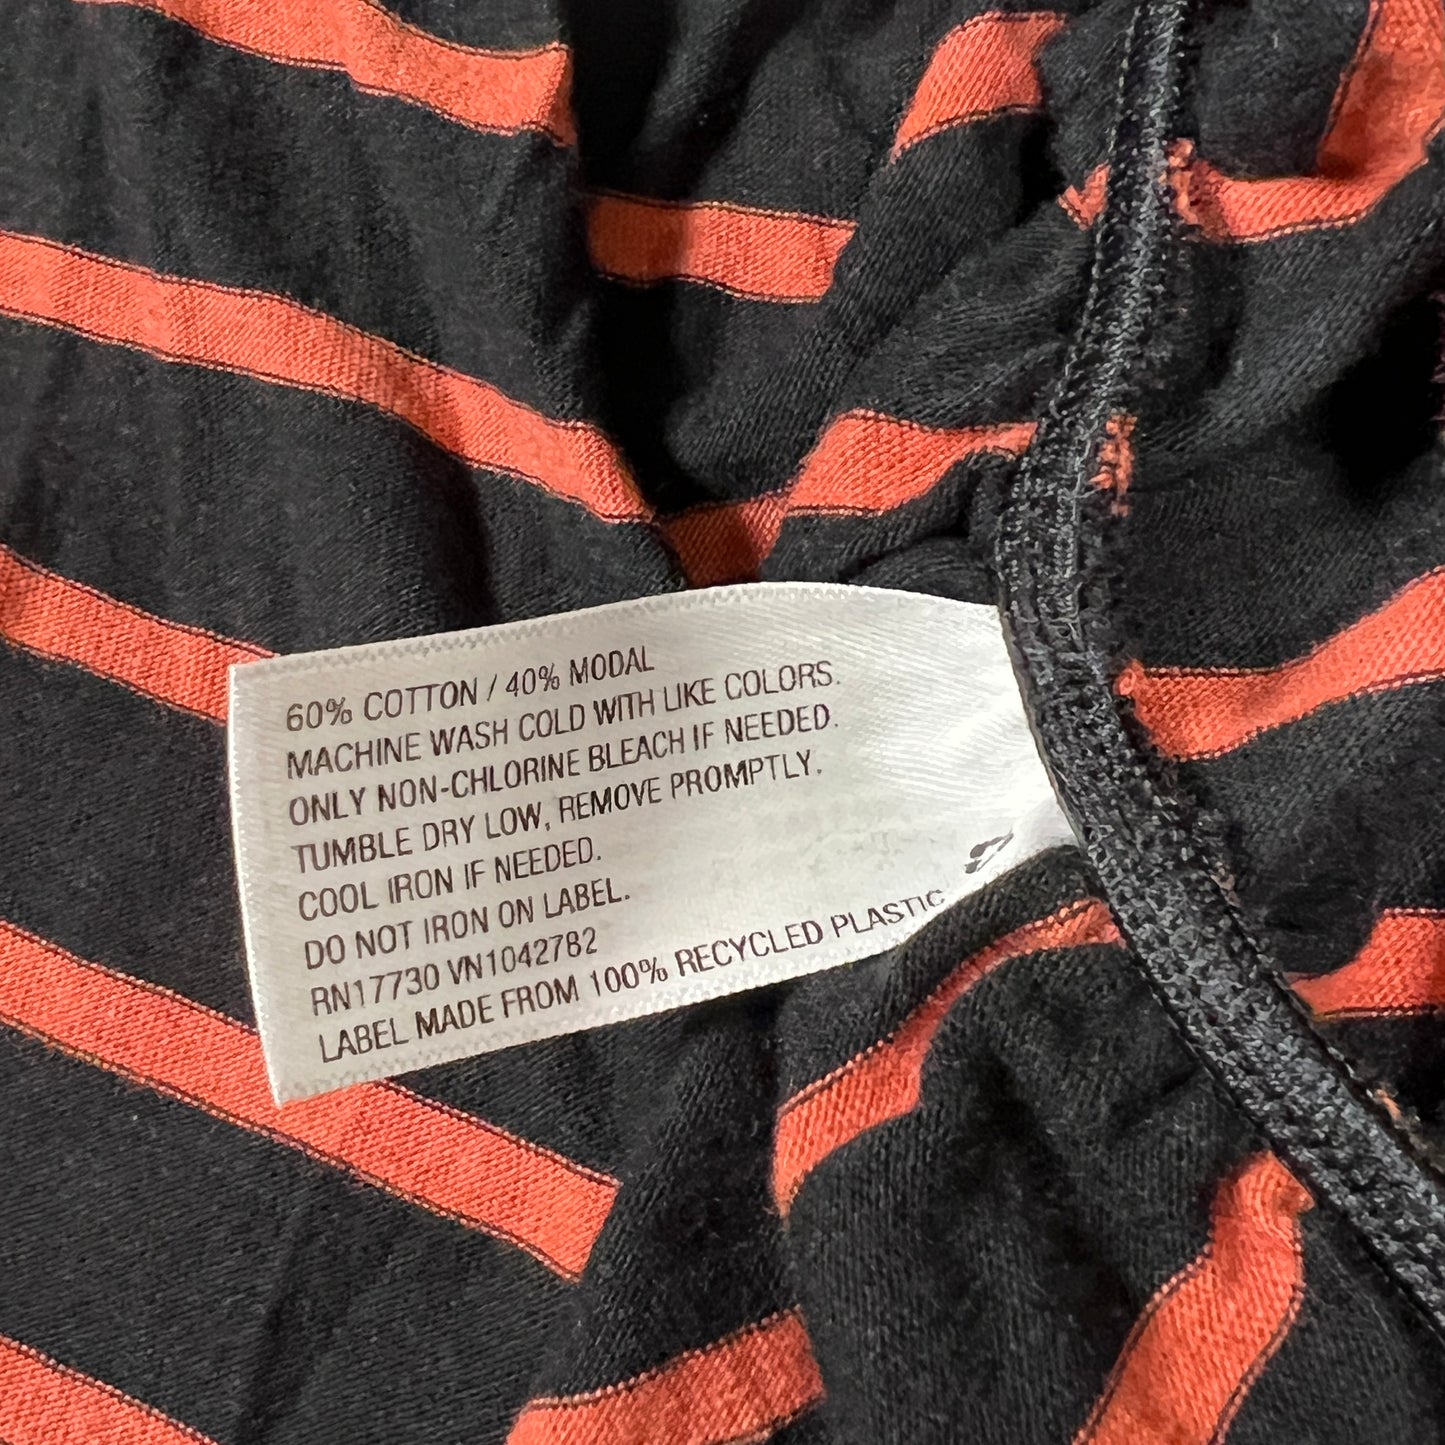 60% COTTON / 40% MODAL
MACHINE WASH COLD WITH LIKE COLORS.
ONLY NON-CHLORINE BLEACH IF NEEDED.
TUMBLE DRY LOW, REMOVE PROMPTLY.
COOL IRON IF NEEDED.
DO NOT IRON ON LABEL.
RN17730 VN1042782
LABEL MADE FROM 100% RECYCLED PLASTIC